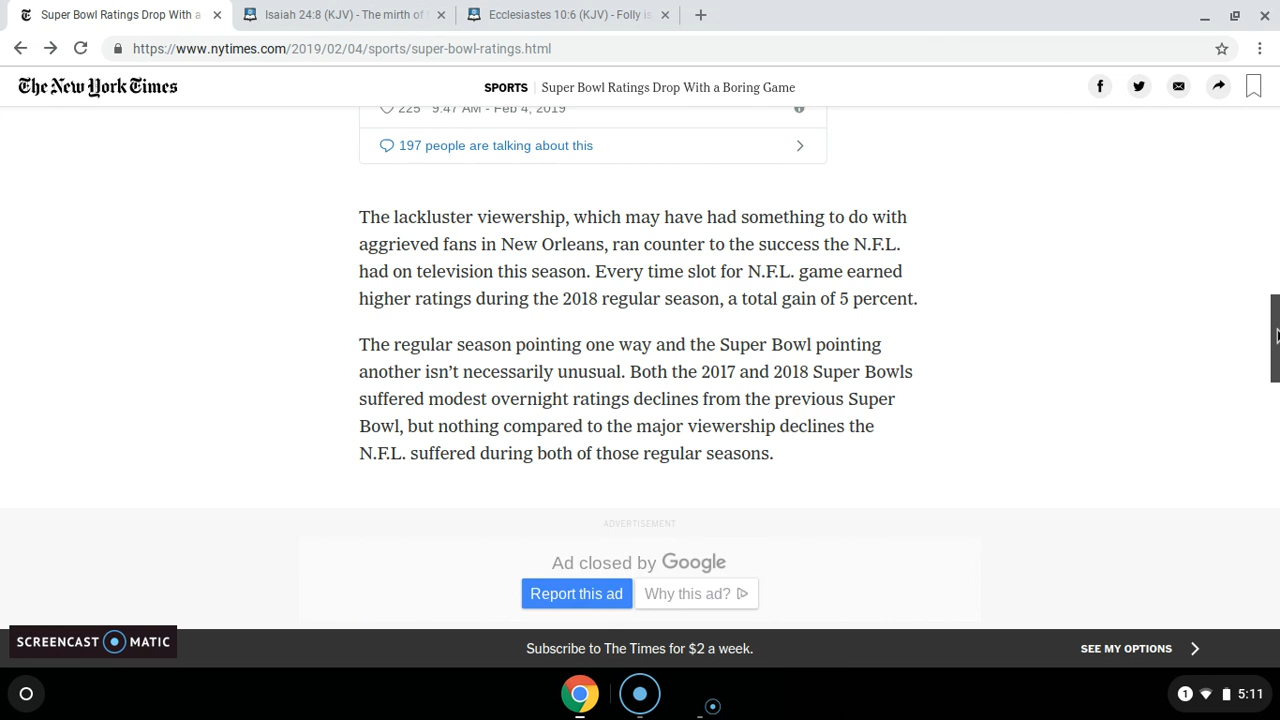 Super Bowl Ratings Drop With a
Isaiah 24:8 (KJV) - The mirth of
Ecclesiastes 10:6 (KJV) - Folly is
https://www.nytimes.com/2019/02/04/sports/super-bowl-ratings.html
The New York Times
SPORTS | Super Bowl Ratings Drop With a Boring Game
225 9:47 AM - Feb 4, 2019
197 people are talking about this
The lackluster viewership, which may have had something to do with
aggrieved fans in New Orleans, ran counter to the success the N.F.L.
had on television this season. Every time slot for N.F.L. game earned
higher ratings during the 2018 regular season, a total gain of 5 percent.
The regular season pointing one way and the Super Bowl pointing
another isn’t necessarily unusual. Both the 2017 and 2018 Super Bowls
suffered modest overnight ratings declines from the previous Super
Bowl, but nothing compared to the major viewership declines the
N.F.L. suffered during both of those regular seasons.
ADVERTISEMENT
Ad closed by Google
Report this ad
Why this ad?
SCREENCAST MATIC
Subscribe to The Times for $2 a week.
SEE MY OPTIONS
1
5:11